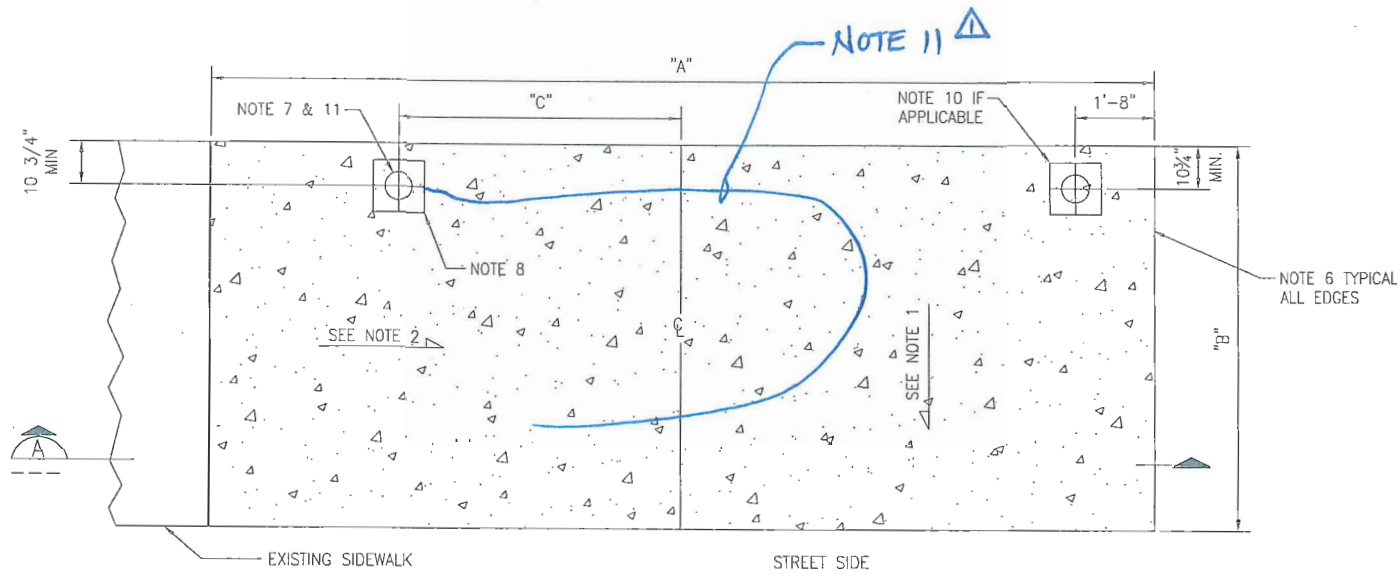 NOTE 11 1
"A"
NOTE 7 & 11
"C"
NOTE 10 IF
APPLICABLE
1'-8"
10 3/4"
MIN
10¾"
MIN.
NOTE 8
NOTE 6 TYPICAL
ALL EDGES
SEE NOTE 2
℄
SEE NOTE 1
"B"
A
EXISTING SIDEWALK
STREET SIDE